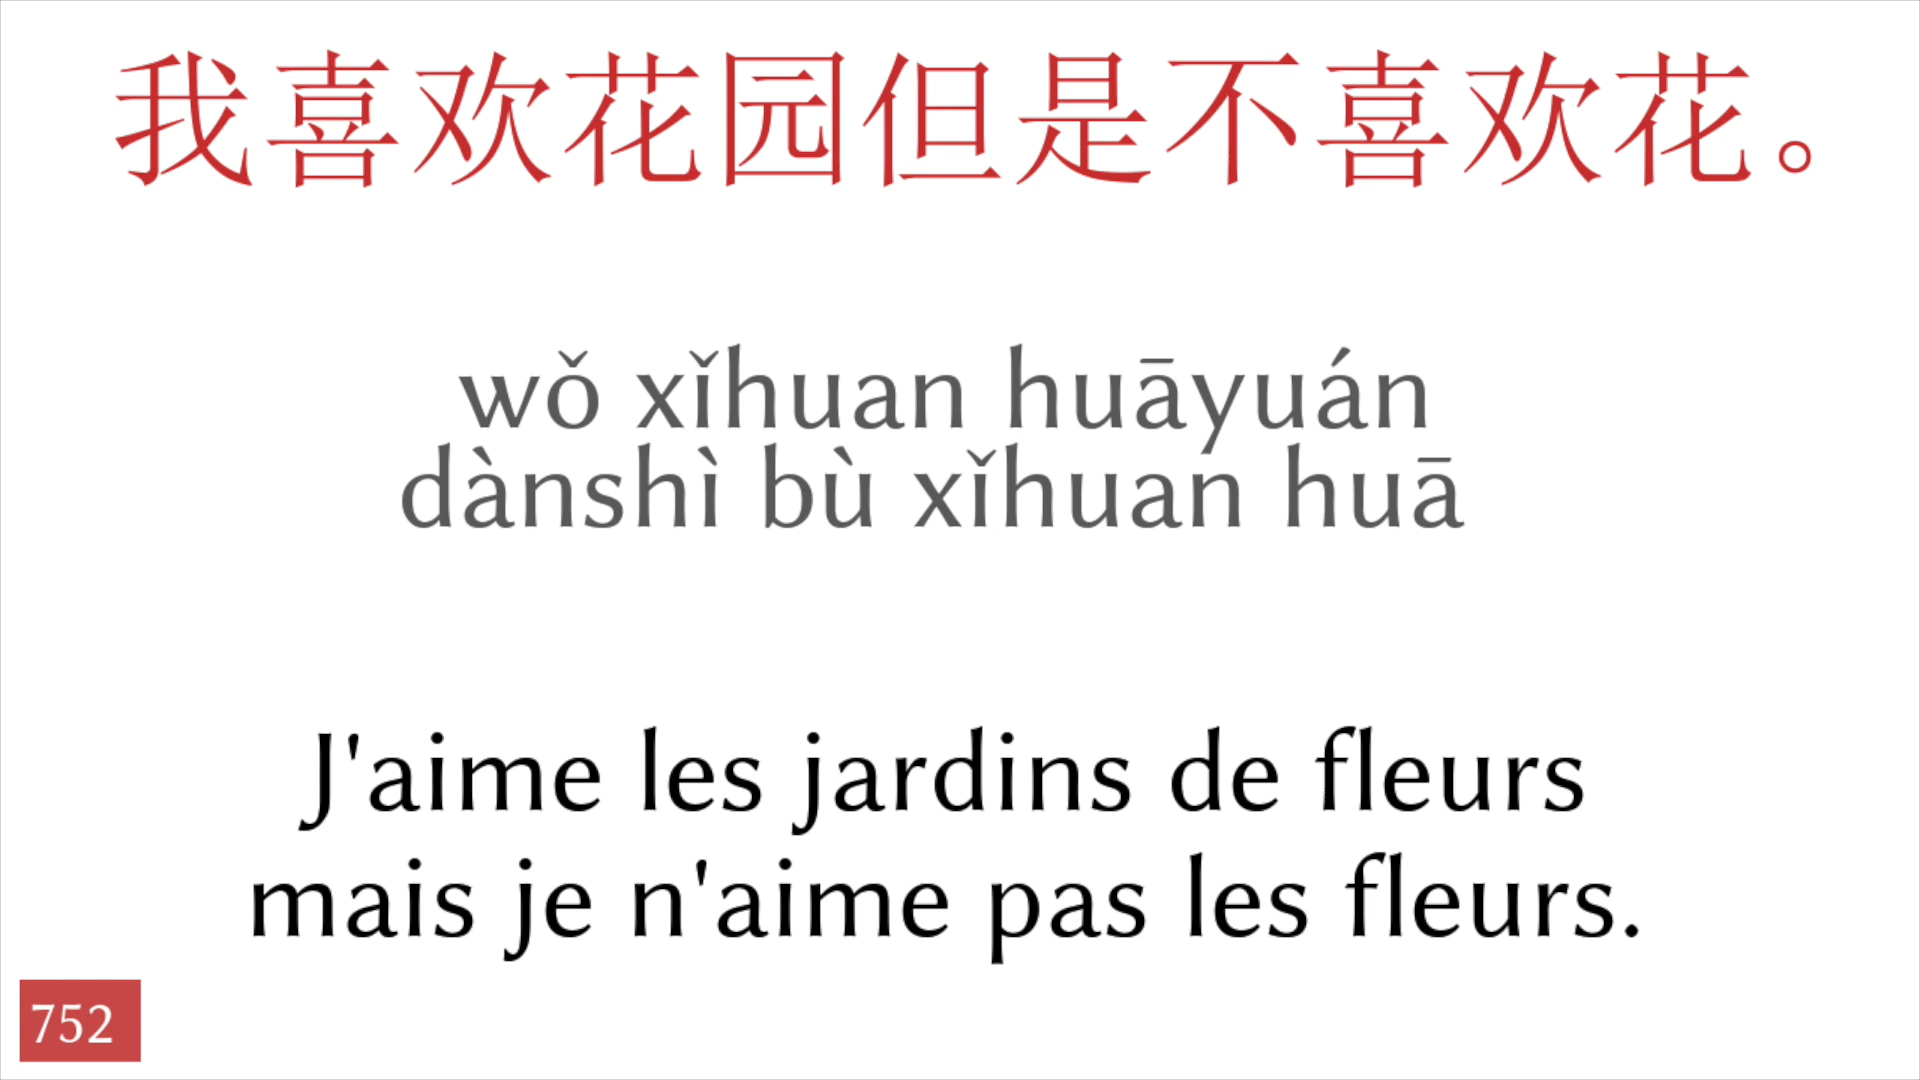 我喜欢花园但是不喜欢花。
wǒ xǐhuan huāyuán
dànshì bù xǐhuan huā
J'aime les jardins de fleurs
mais je n'aime pas les fleurs.
752